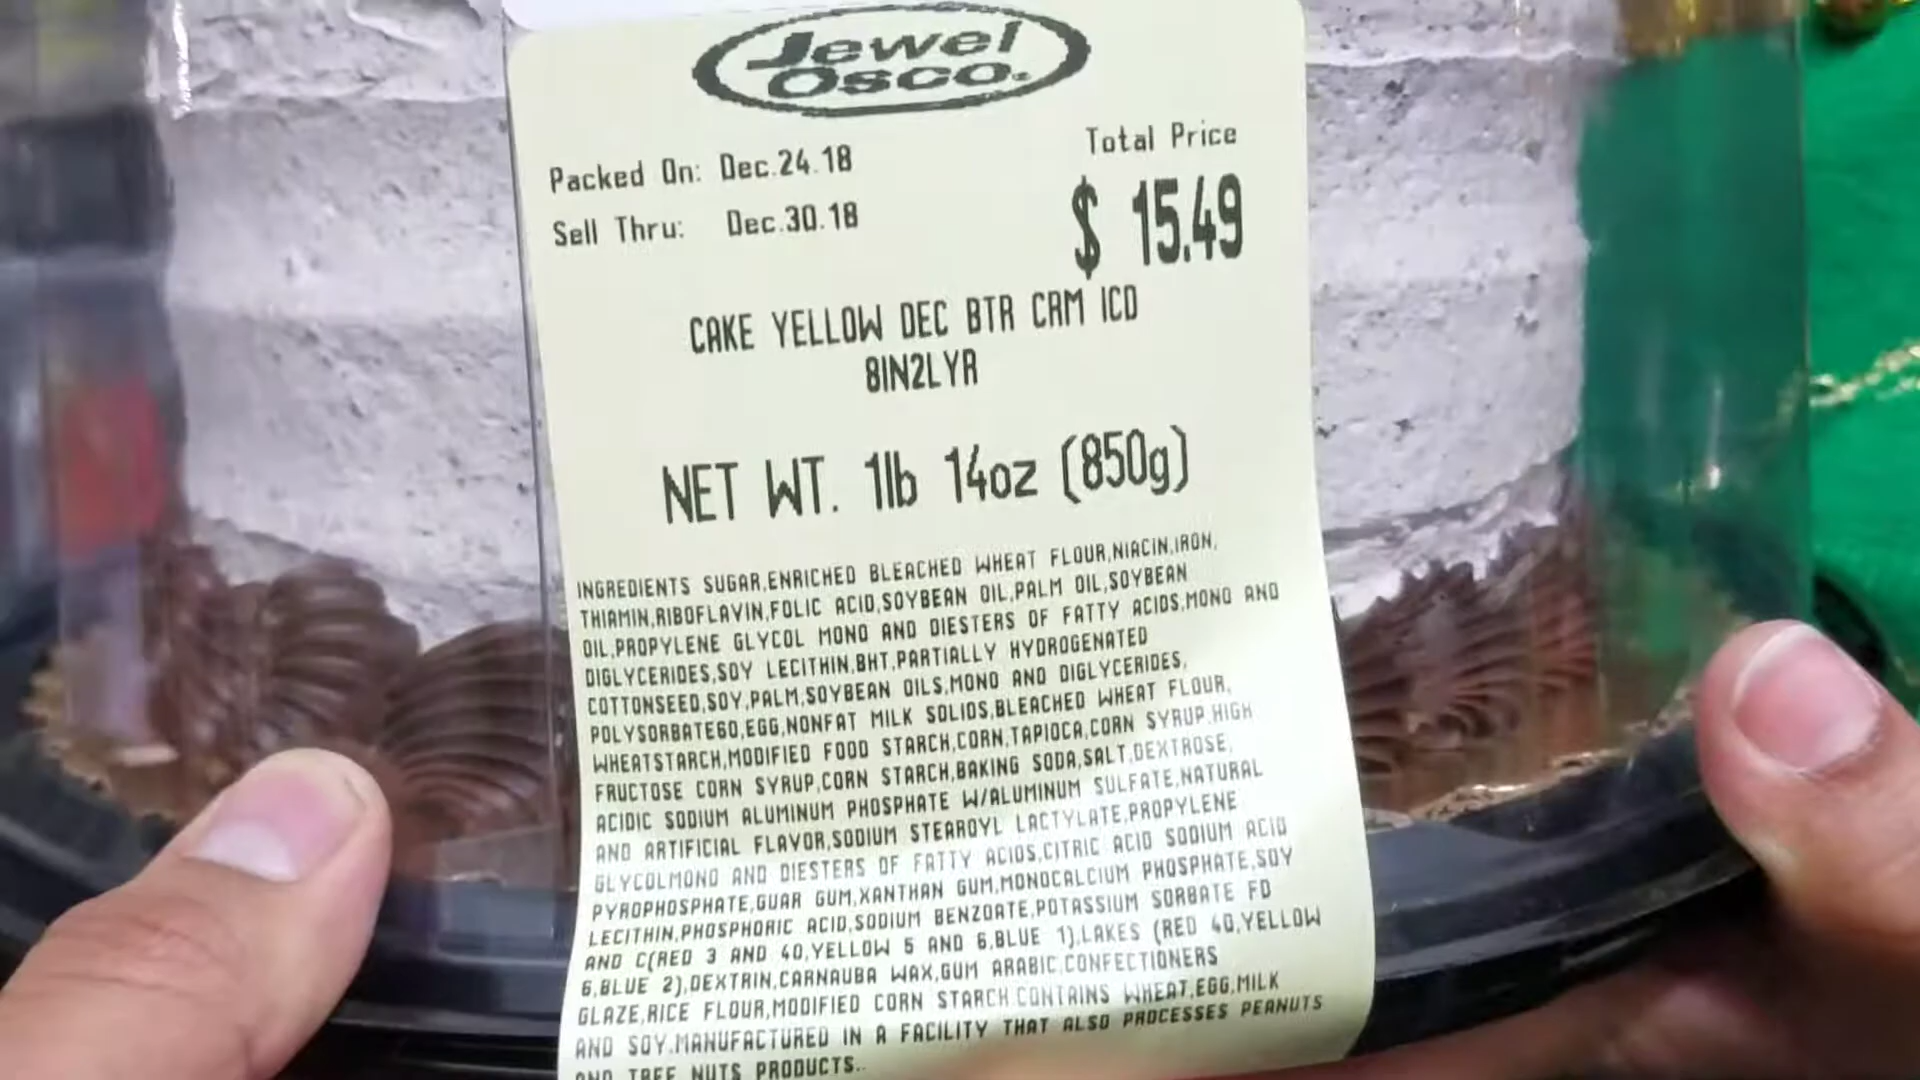 Jewel
Osco
Packed On: Dec.24.18
Total Price
Sell Thru: Dec.30.18
$ 15.49
CAKE YELLOW DEC BTR CRM ICD
8IN2LYR
NET WT. 1lb 14oz (850g)
INGREDIENTS SUGAR,ENRICHED BLEACHED WHEAT FLOUR,NIACIN,IRON,
THIAMIN,RIBOFLAVIN,FOLIC ACID,SOYBEAN OIL,PALM OIL,SOYBEAN
OIL,PROPYLENE GLYCOL MONO AND DIESTERS OF FATTY ACIDS,MONO AND
DIGLYCERIDES,SOY LECITHIN,BHT,PARTIALLY HYDROGENATED
COTTONSEED,SOY,PALM,SOYBEAN OILS,MONO AND DIGLYCERIDES,
POLYSORBATE60,EGG,NONFAT MILK SOLIDS,BLEACHED WHEAT FLOUR,
WHEATSTARCH,MODIFIED FOOD STARCH,CORN,TAPIOCA,CORN SYRUP,HIGH
FRUCTOSE CORN SYRUP,CORN STARCH,BAKING SODA,SALT,DEXTROSE,
ACIDIC SODIUM ALUMINUM PHOSPHATE W/ALUMINUM SULFATE,NATURAL
AND ARTIFICIAL FLAVOR,SODIUM STEAROYL LACTYLATE,PROPYLENE
GLYCOLMONO AND DIESTERS OF FATTY ACIDS,CITRIC ACID SODIUM ACID
PYROPHOSPHATE,GUAR GUM,XANTHAN GUM,MONOCALCIUM PHOSPHATE,SOY
LECITHIN,PHOSPHORIC ACID,SODIUM BENZOATE,POTASSIUM SORBATE FD
AND C(RED 3 AND 40,YELLOW 5 AND 6,BLUE 1),LAKES (RED 40,YELLOW
6,BLUE 2),DEXTRIN,CARNAUBA WAX,GUM ARABIC,CONFECTIONERS
GLAZE,RICE FLOUR,MODIFIED CORN STARCH.CONTAINS WHEAT,EGG,MILK
AND SOY.MANUFACTURED IN A FACILITY THAT ALSO PROCESSES PEANUTS
AND TREE NUTS PRODUCTS..